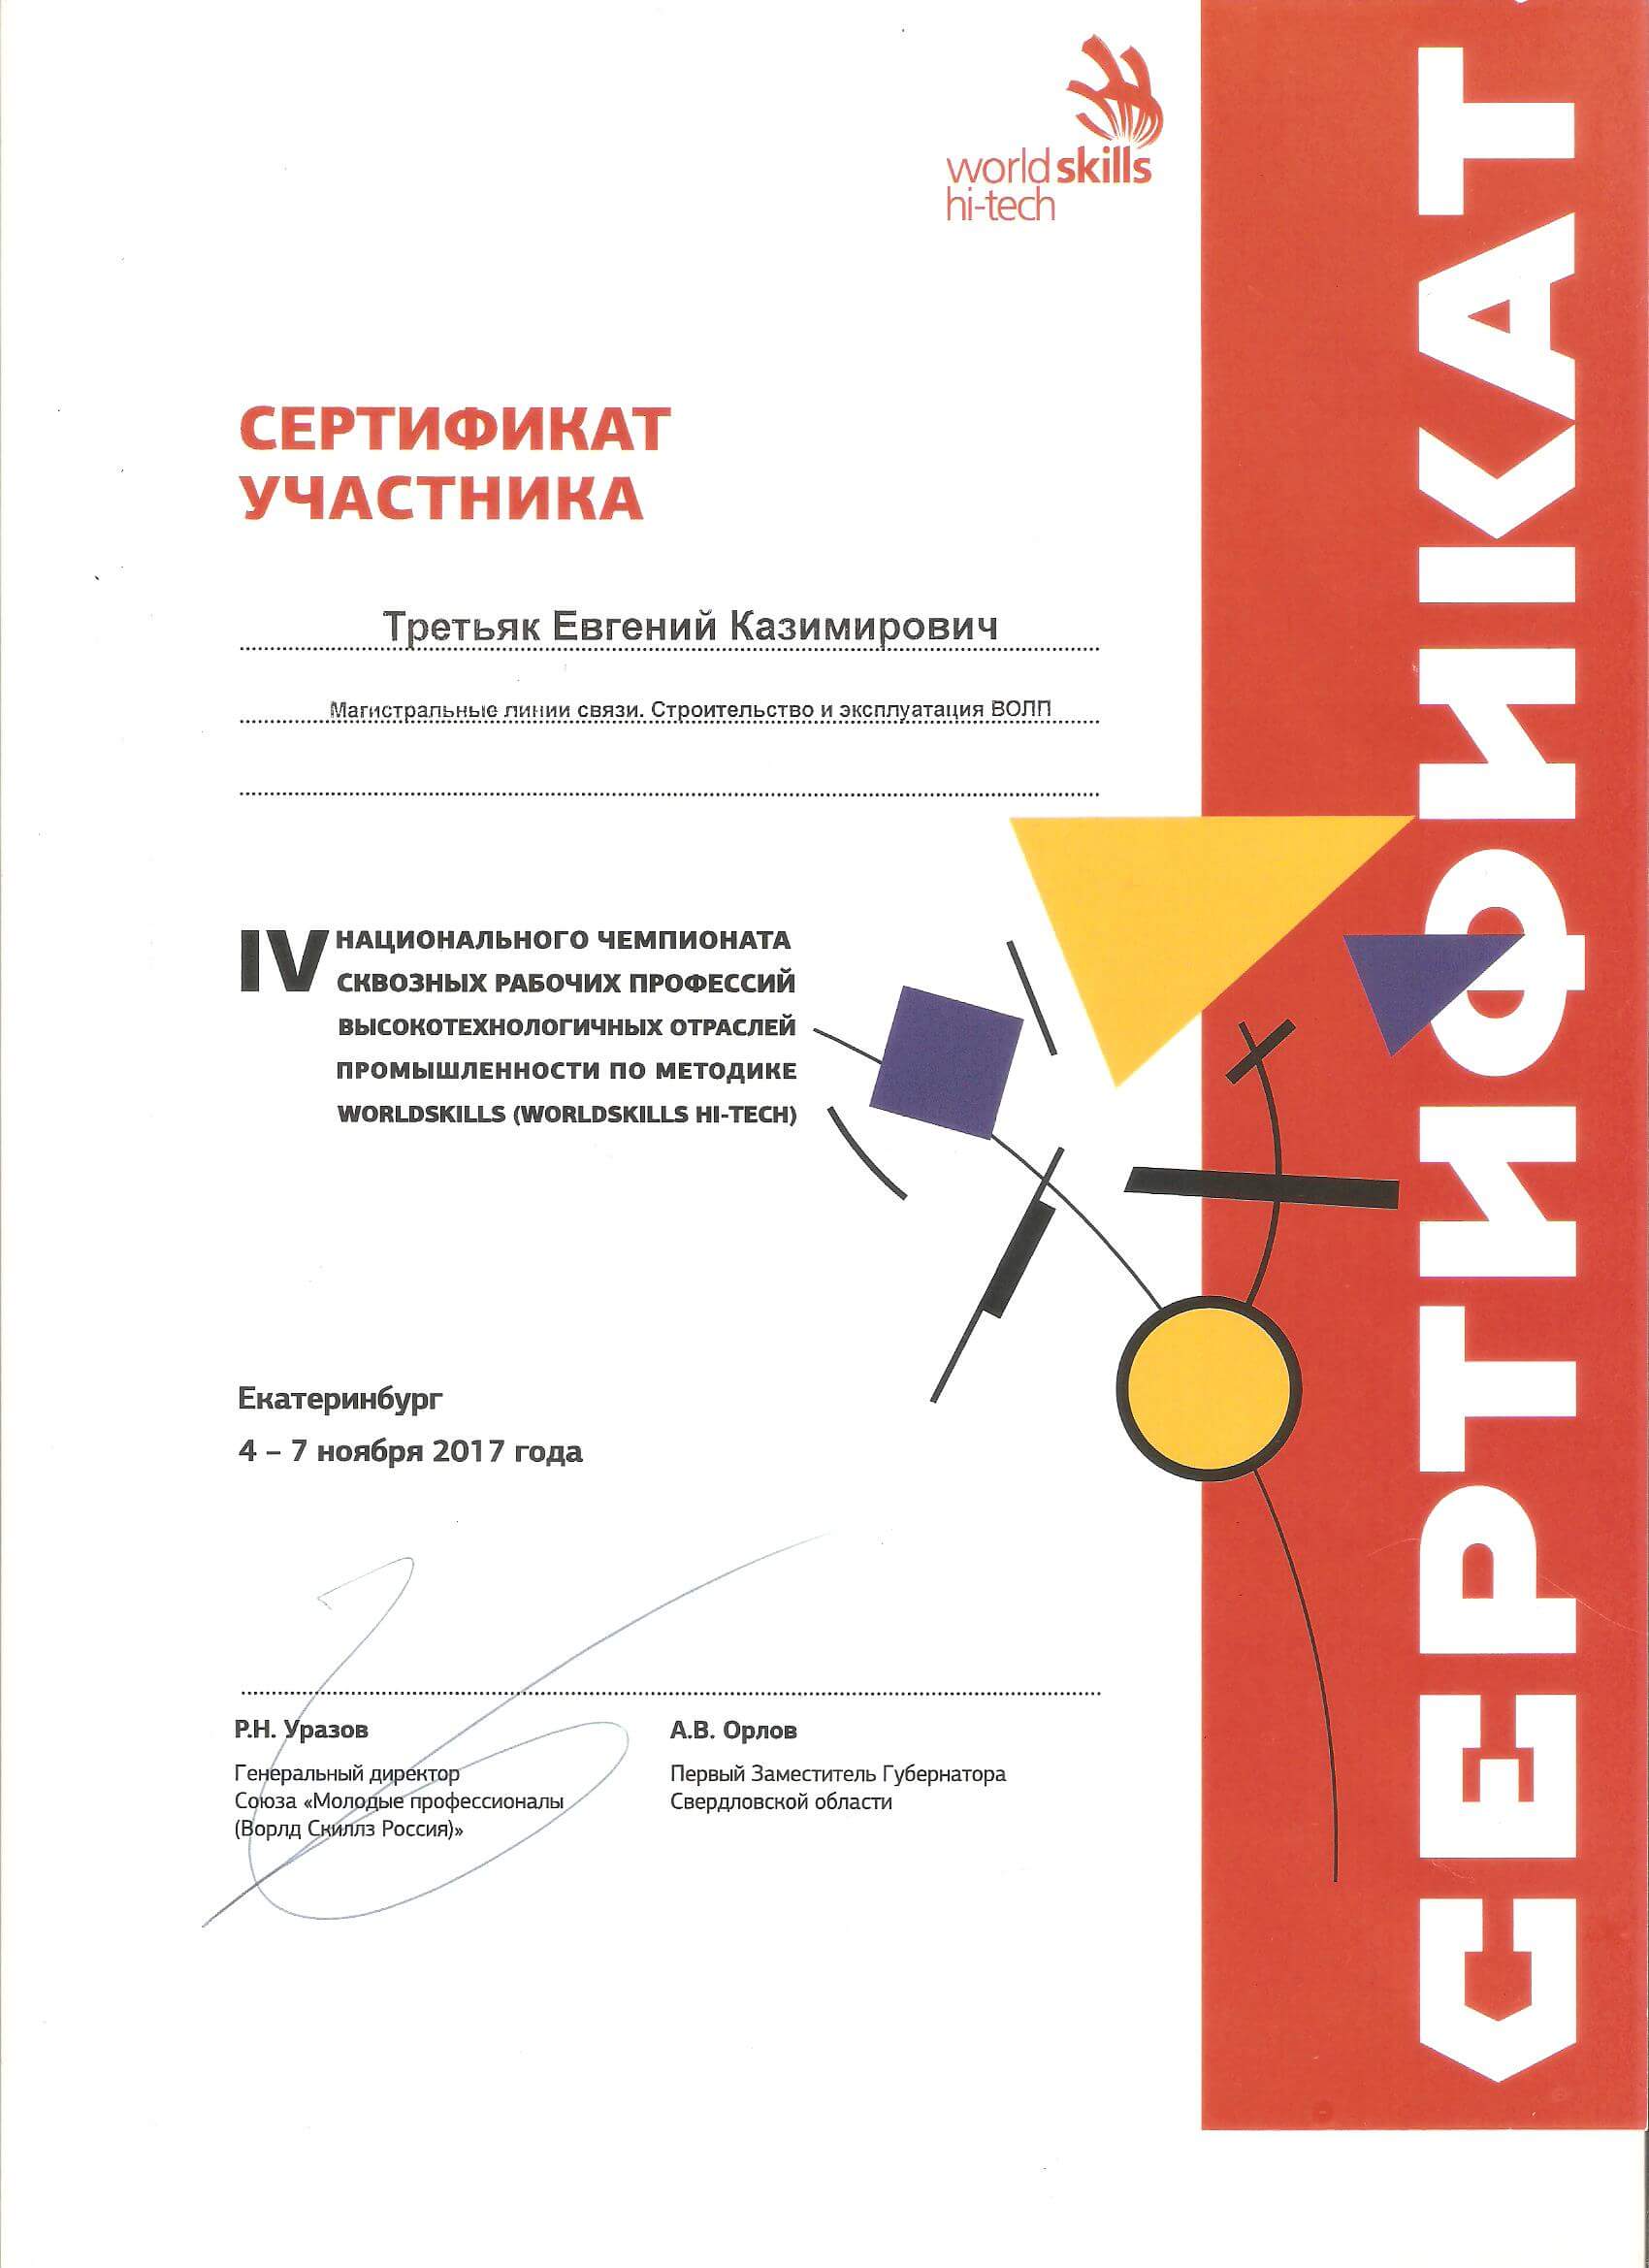 world skills
hi-tech
СЕРТИФИКАТ
УЧАСТНИКА
Третьяк Евгений Казимирович
Магистральные линии связи. Строительство и эксплуатация ВОЛП
IV НАЦИОНАЛЬНОГО ЧЕМПИОНАТА
СКВОЗНЫХ РАБОЧИХ ПРОФЕССИЙ
ВЫСОКОТЕХНОЛОГИЧНЫХ ОТРАСЛЕЙ
ПРОМЫШЛЕННОСТИ ПО МЕТОДИКЕ
WORLDSKILLS (WORLDSKILLS HI-TECH)
Екатеринбург
4 – 7 ноября 2017 года
Р.Н. Уразов
Генеральный директор
Союза «Молодые профессионалы
(Ворлд Скиллз Россия)»
А.В. Орлов
Первый Заместитель Губернатора
Свердловской области
СЕРТИФИКАТ